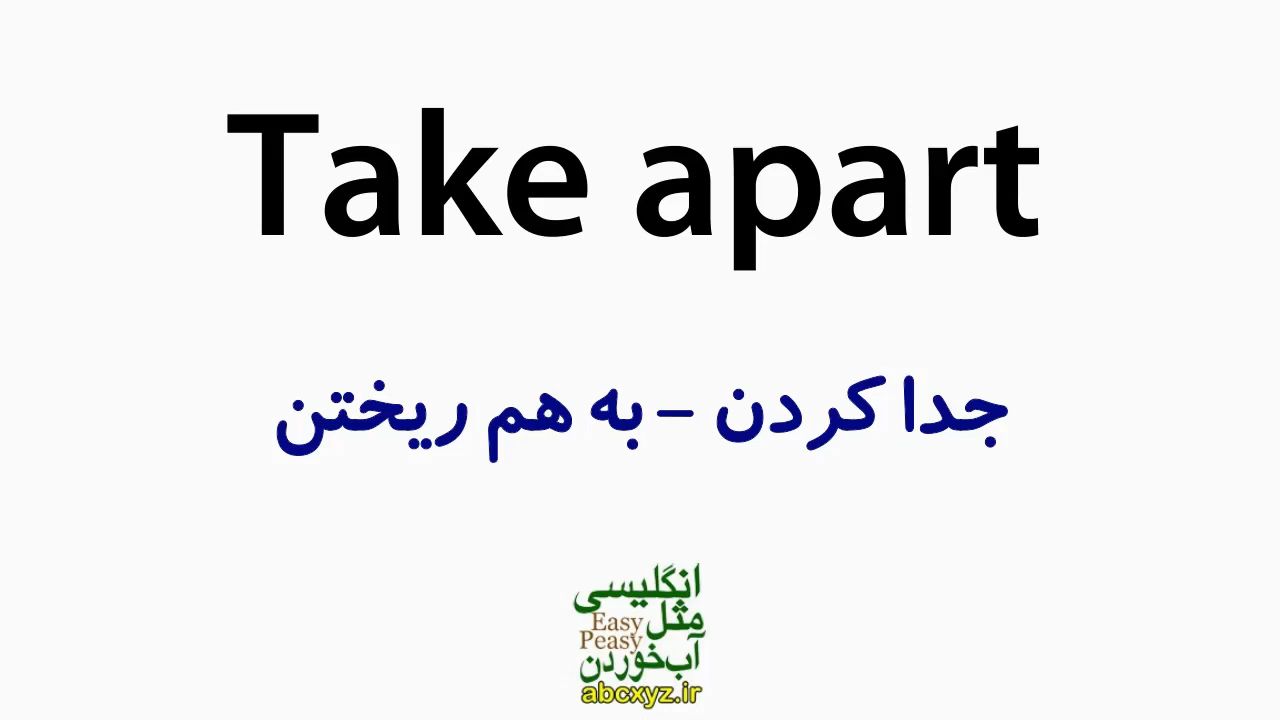 Take apart
جدا کردن – به هم ریختن
انگلیسی
مثل
Easy
Peasy
آب‌خوردن
abcxyz.ir